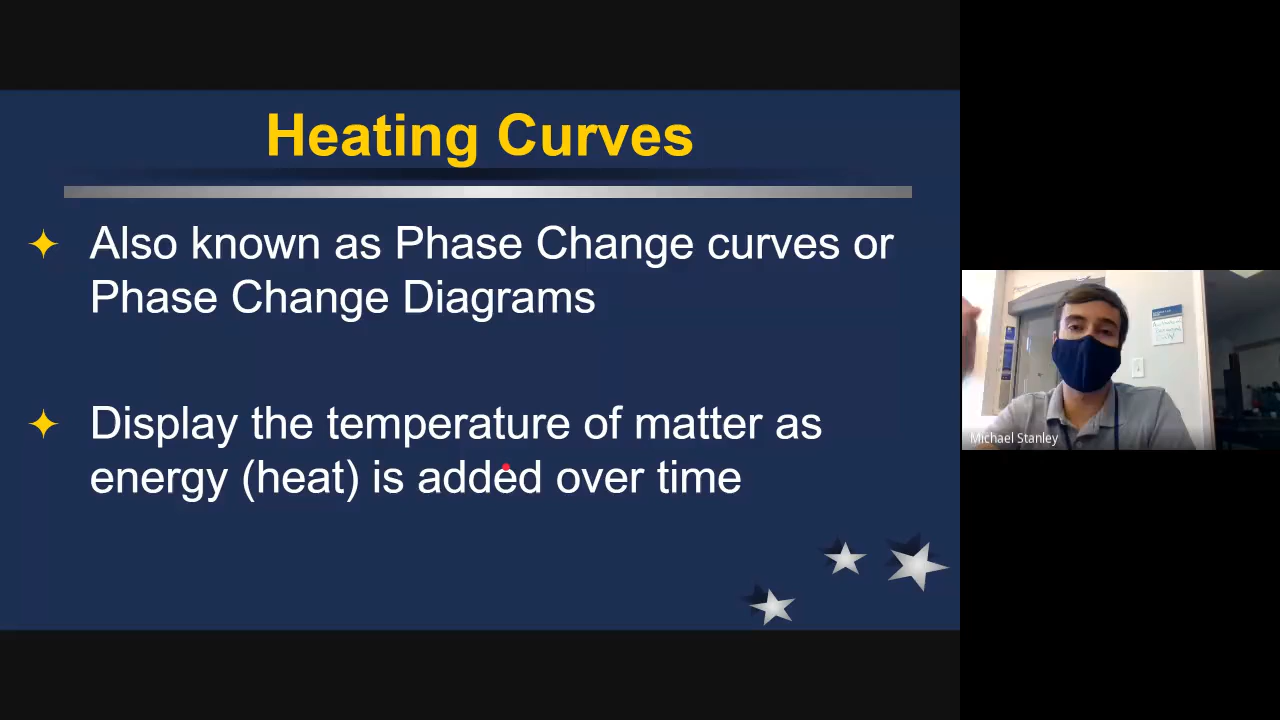 Heating Curves
Also known as Phase Change curves or
Phase Change Diagrams
Display the temperature of matter as
energy (heat) is added over time
Michael Stanley